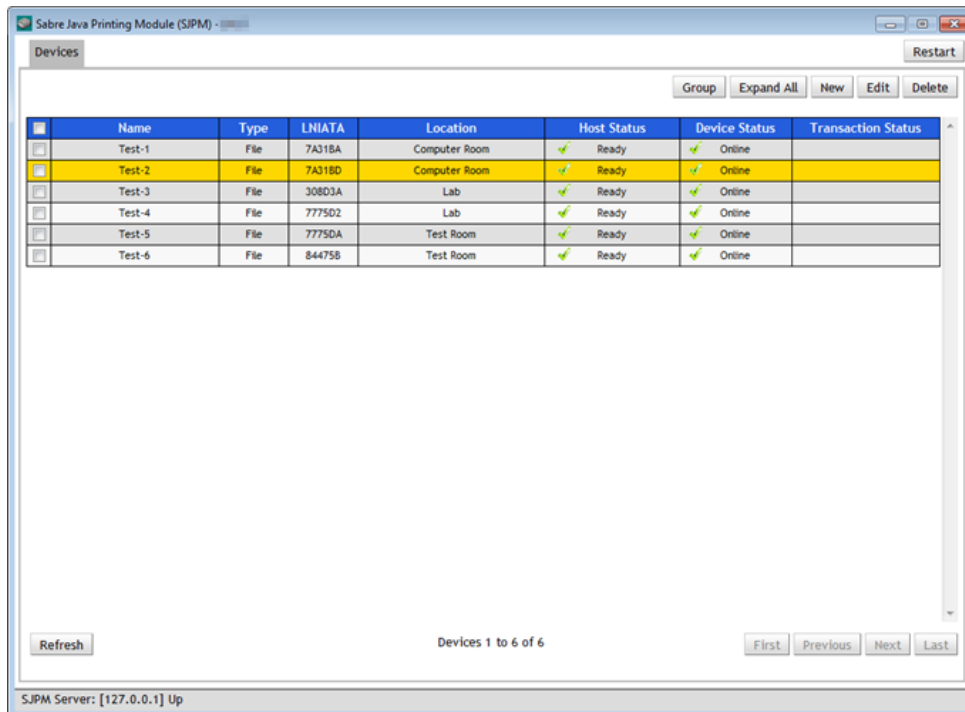 Sabre Java Printing Module (SJPM) -
Devices Restart
Group Expand All New Edit Delete
Name Type LNIATA Location Host Status Device Status Transaction Status
Test-1 File 7A31BA Computer Room Ready Online
Test-2 File 7A31BD Computer Room Ready Online
Test-3 File 308D3A Lab Ready Online
Test-4 File 7775D2 Lab Ready Online
Test-5 File 7775DA Test Room Ready Online
Test-6 File 84475B Test Room Ready Online
Refresh Devices 1 to 6 of 6 First Previous Next Last
SJPM Server: [127.0.0.1] Up